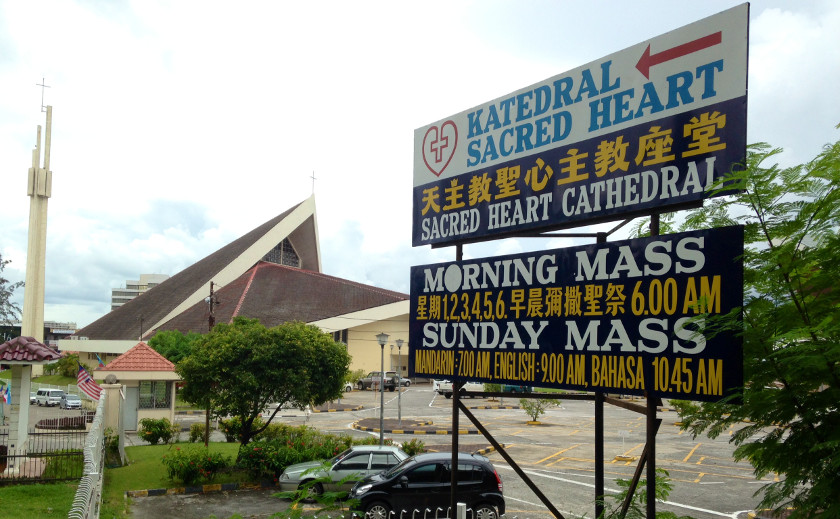 KATEDRAL
SACRED HEART
天主教聖心主教座堂
SACRED HEART CATHEDRAL
MORNING MASS
星期1,2,3,4,5,6.早晨彌撒聖祭 6.00 AM
SUNDAY MASS
MANDARIN-7.00 AM, ENGLISH-9.00 AM, BAHASA 10.45 AM